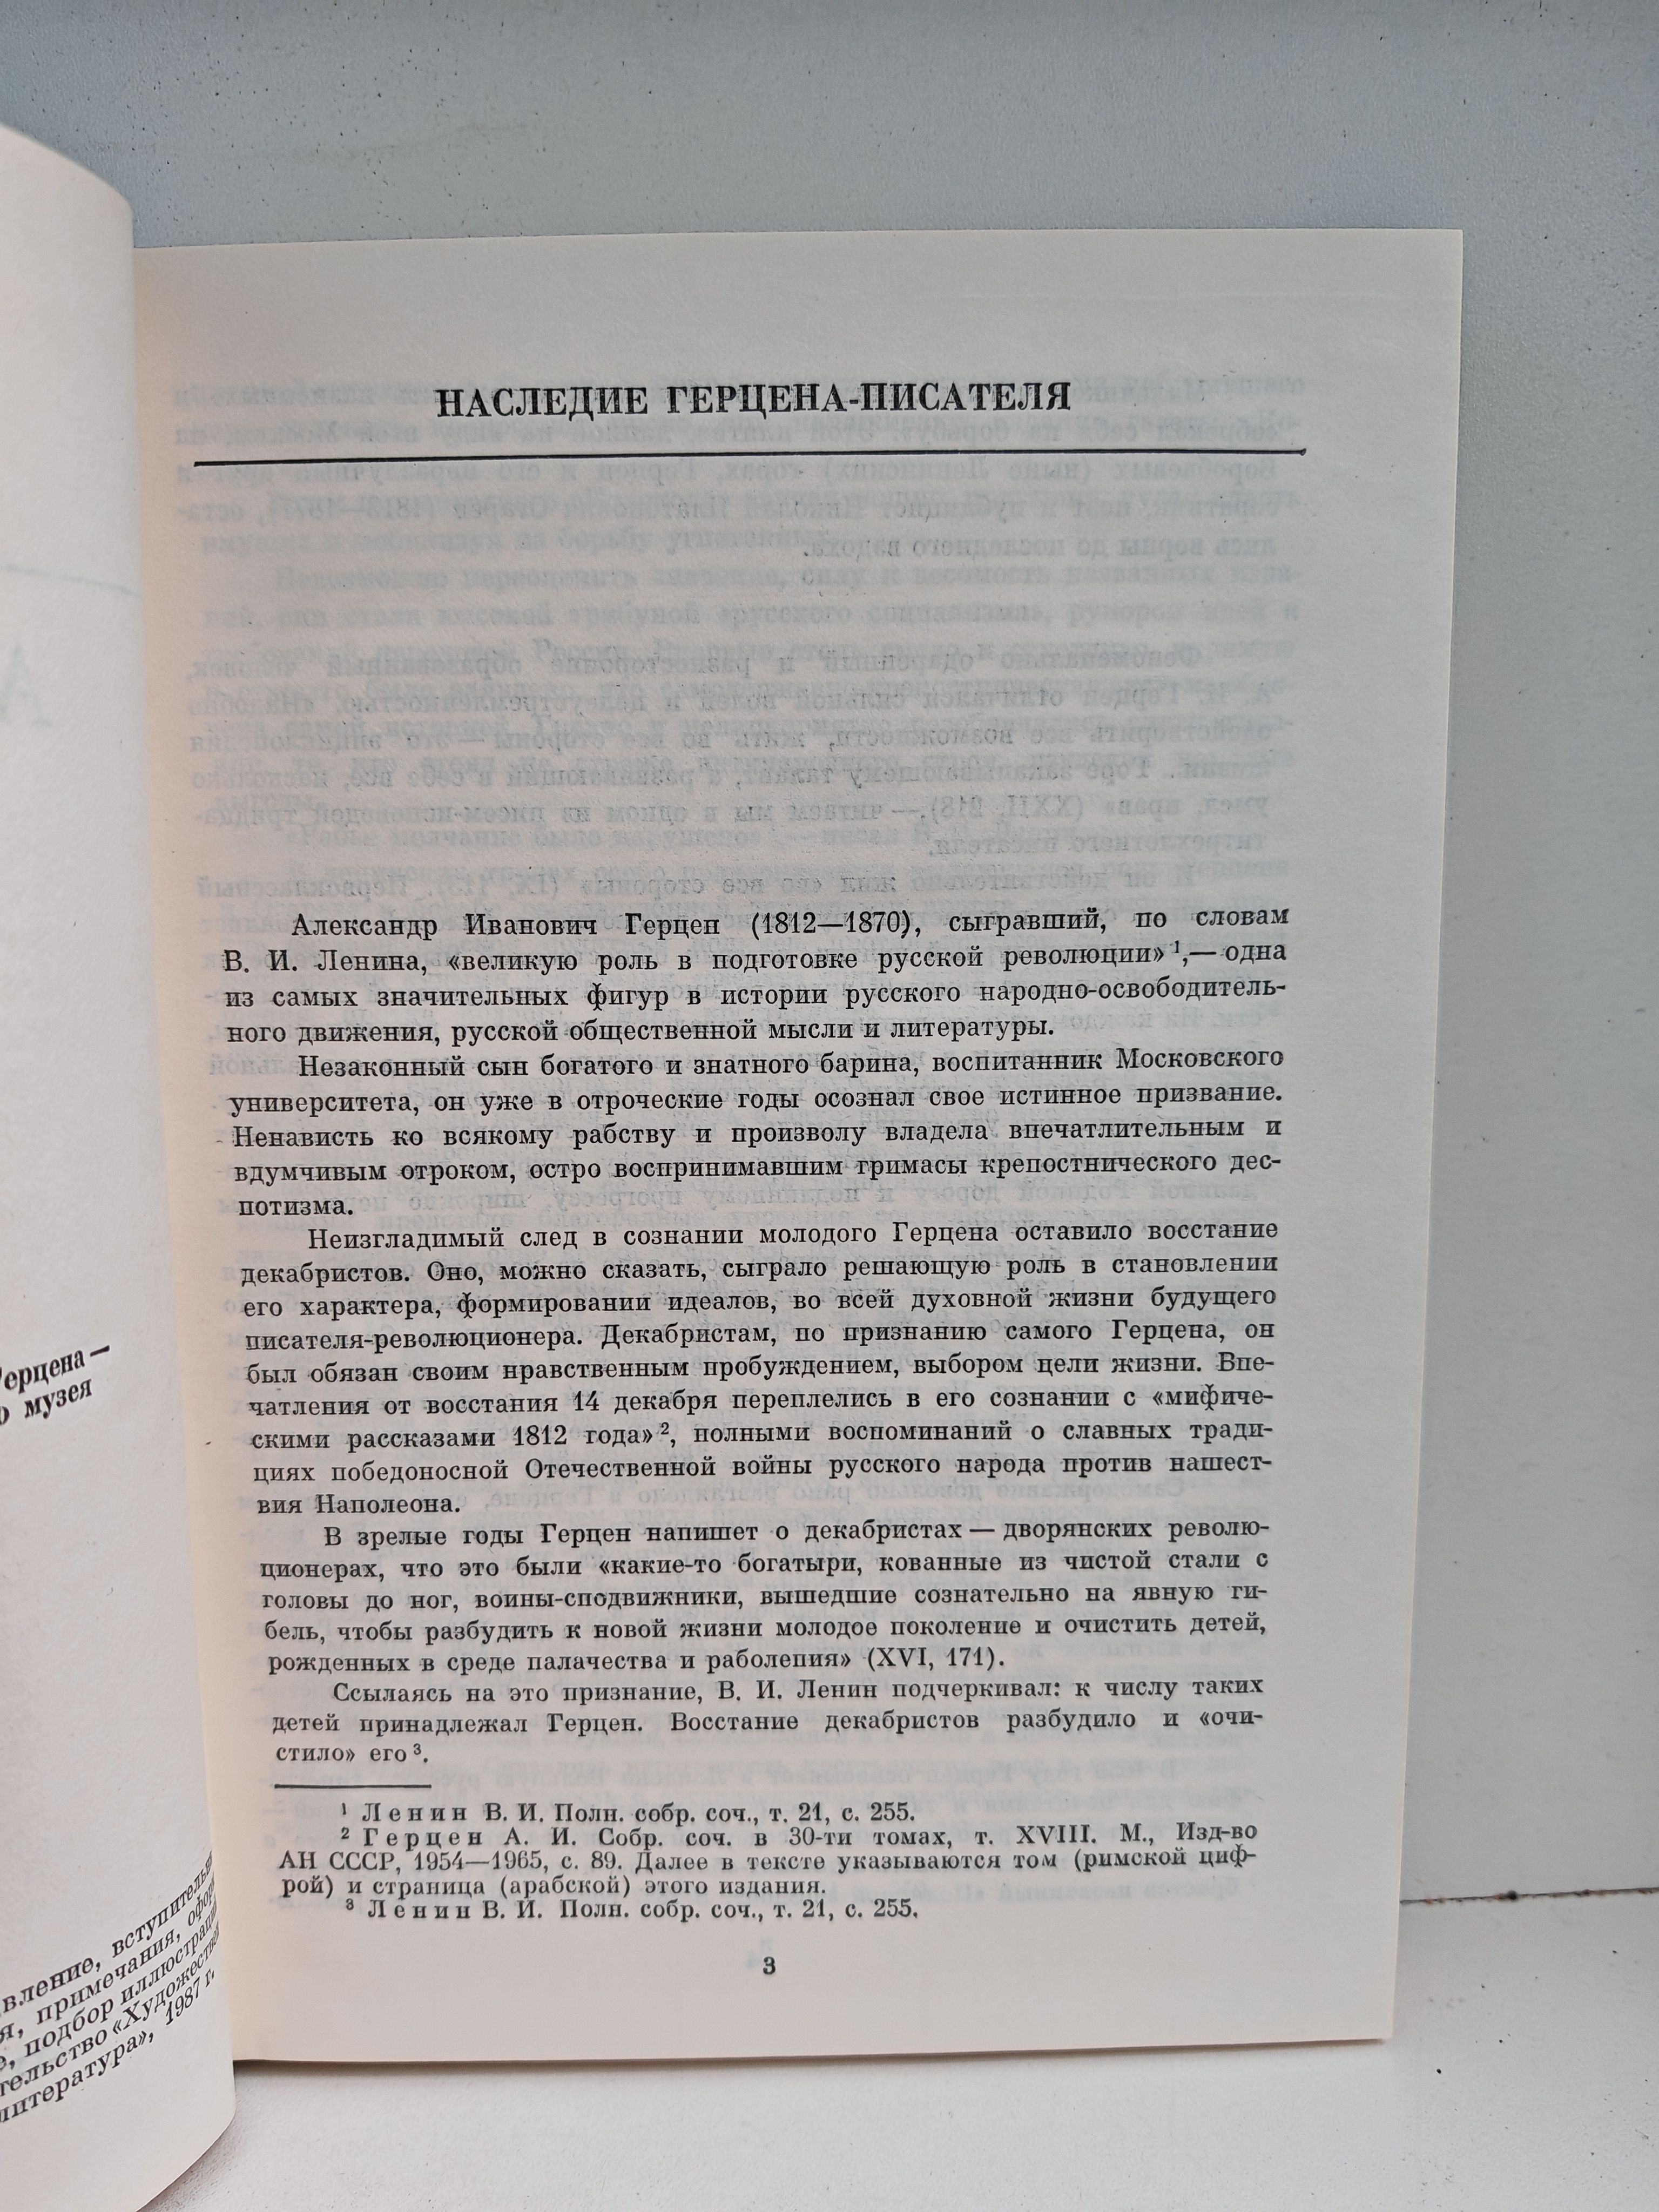 НАСЛЕДИЕ ГЕРЦЕНА-ПИСАТЕЛЯ
Александр Иванович Герцен (1812—1870), сыгравший, по словам
В. И. Ленина, «великую роль в подготовке русской революции» ¹,— одна
из самых значительных фигур в истории русского народно-освободитель-
ного движения, русской общественной мысли и литературы.
Незаконный сын богатого и знатного барина, воспитанник Московского
университета, он уже в отроческие годы осознал свое истинное призвание.
Ненависть ко всякому рабству и произволу владела впечатлительным и
вдумчивым отроком, остро воспринимавшим гримасы крепостнического дес-
потизма.
Неизгладимый след в сознании молодого Герцена оставило восстание
декабристов. Оно, можно сказать, сыграло решающую роль в становлении
его характера, формировании идеалов, во всей духовной жизни будущего
писателя-революционера. Декабристам, по признанию самого Герцена, он
был обязан своим нравственным пробуждением, выбором цели жизни. Впе-
чатления от восстания 14 декабря переплелись в его сознании с «мифиче-
скими рассказами 1812 года» ², полными воспоминаний о славных тради-
циях победоносной Отечественной войны русского народа против нашест-
вия Наполеона.
В зрелые годы Герцен напишет о декабристах — дворянских револю-
ционерах, что это были «какие-то богатыри, кованные из чистой стали с
головы до ног, воины-сподвижники, вышедшие сознательно на явную ги-
бель, чтобы разбудить к новой жизни молодое поколение и очистить детей,
рожденных в среде палачества и раболепия» (XVI, 171).
Ссылаясь на это признание, В. И. Ленин подчеркивал: к числу таких
детей принадлежал Герцен. Восстание декабристов разбудило и «очи-
стило» его ³.
¹ Ленин В. И. Полн. собр. соч., т. 21, с. 255.
² Герцен А. И. Собр. соч. в 30-ти томах, т. XVIII. М., Изд-во
АН СССР, 1954—1965, с. 89. Далее в тексте указываются том (римской циф-
рой) и страница (арабской) этого издания.
³ Ленин В. И. Полн. собр. соч., т. 21, с. 255.
3
Герцена —
музея
примечания,
подбор
«Художест
литература», 1987 г.